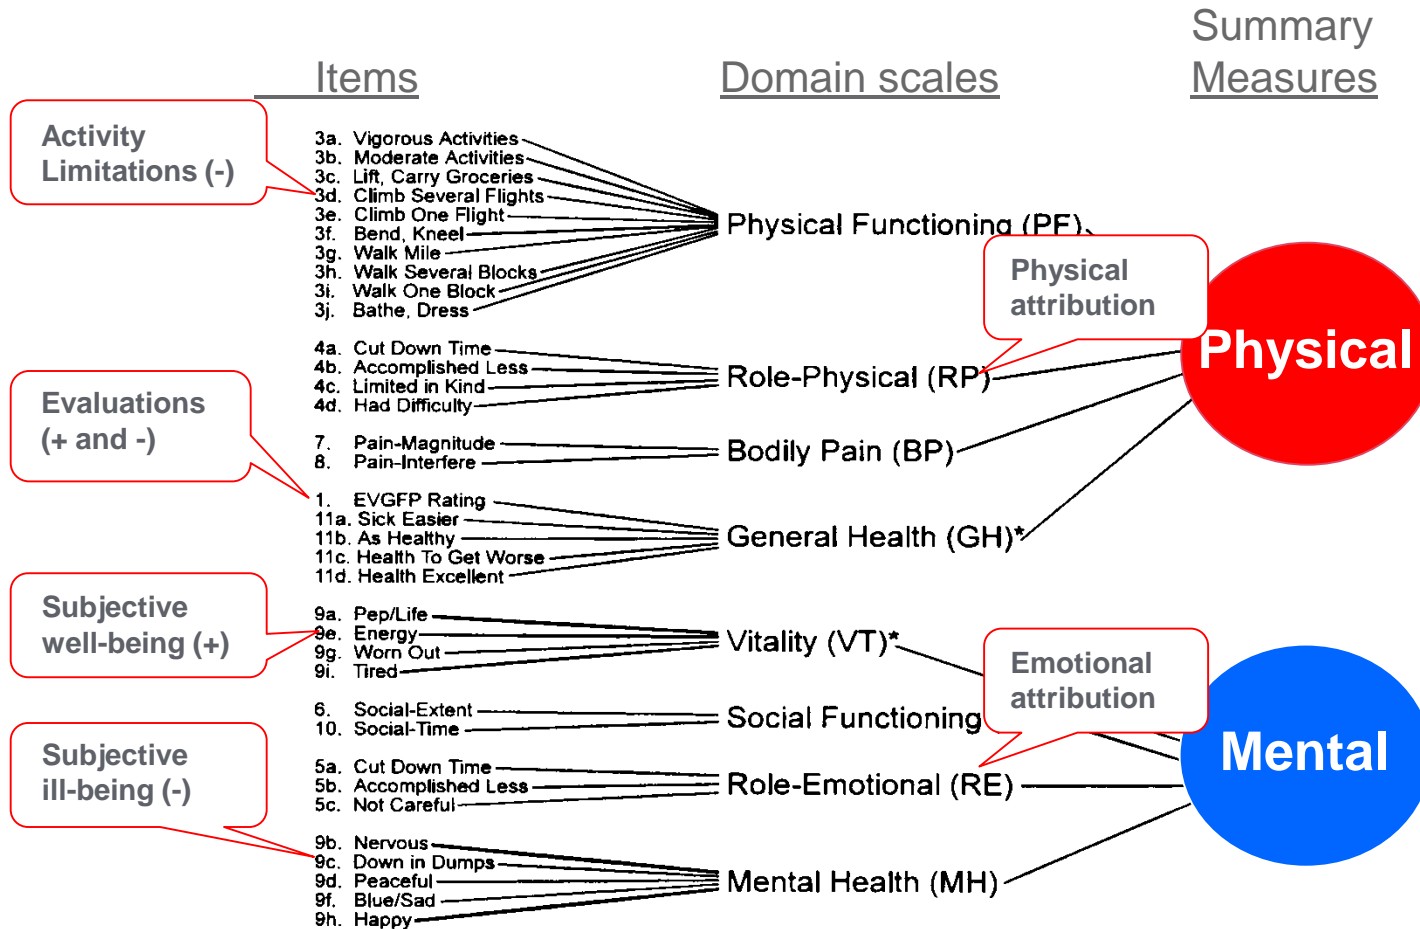 Summary
Items Domain scales Measures
Activity
Limitations (-)
3a. Vigorous Activities
3b. Moderate Activities
3c. Lift, Carry Groceries
3d. Climb Several Flights
3e. Climb One Flight
3f. Bend, Kneel
3g. Walk Mile
3h. Walk Several Blocks
3i. Walk One Block
3j. Bathe, Dress
Physical Functioning (PF)
Physical
attribution
Physical
4a. Cut Down Time
4b. Accomplished Less
4c. Limited in Kind
4d. Had Difficulty
Role-Physical (RP)
Evaluations
(+ and -)
7. Pain-Magnitude
8. Pain-Interfere
Bodily Pain (BP)
1. EVGFP Rating
11a. Sick Easier
11b. As Healthy
11c. Health To Get Worse
11d. Health Excellent
General Health (GH)*
Subjective
well-being (+)
9a. Pep/Life
9e. Energy
9g. Worn Out
9i. Tired
Vitality (VT)*
Emotional
attribution
6. Social-Extent
10. Social-Time
Social Functioning
Mental
Subjective
ill-being (-)
5a. Cut Down Time
5b. Accomplished Less
5c. Not Careful
Role-Emotional (RE)
9b. Nervous
9c. Down in Dumps
9d. Peaceful
9f. Blue/Sad
9h. Happy
Mental Health (MH)